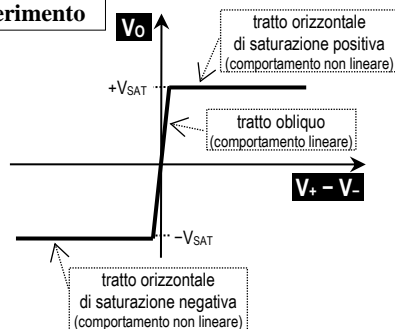 erimento
Vo
tratto orizzontale
di saturazione positiva
(comportamento non lineare)
+VSAT
tratto obliquo
(comportamento lineare)
V+ – V–
–VSAT
tratto orizzontale
di saturazione negativa
(comportamento non lineare)